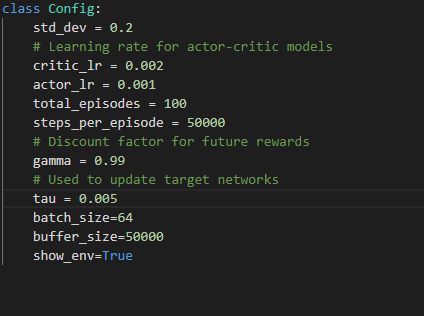 class Config:
    std_dev = 0.2
    # Learning rate for actor-critic models
    critic_lr = 0.002
    actor_lr = 0.001
    total_episodes = 100
    steps_per_episode = 50000
    # Discount factor for future rewards
    gamma = 0.99
    # Used to update target networks
    tau = 0.005
    batch_size=64
    buffer_size=50000
    show_env=True